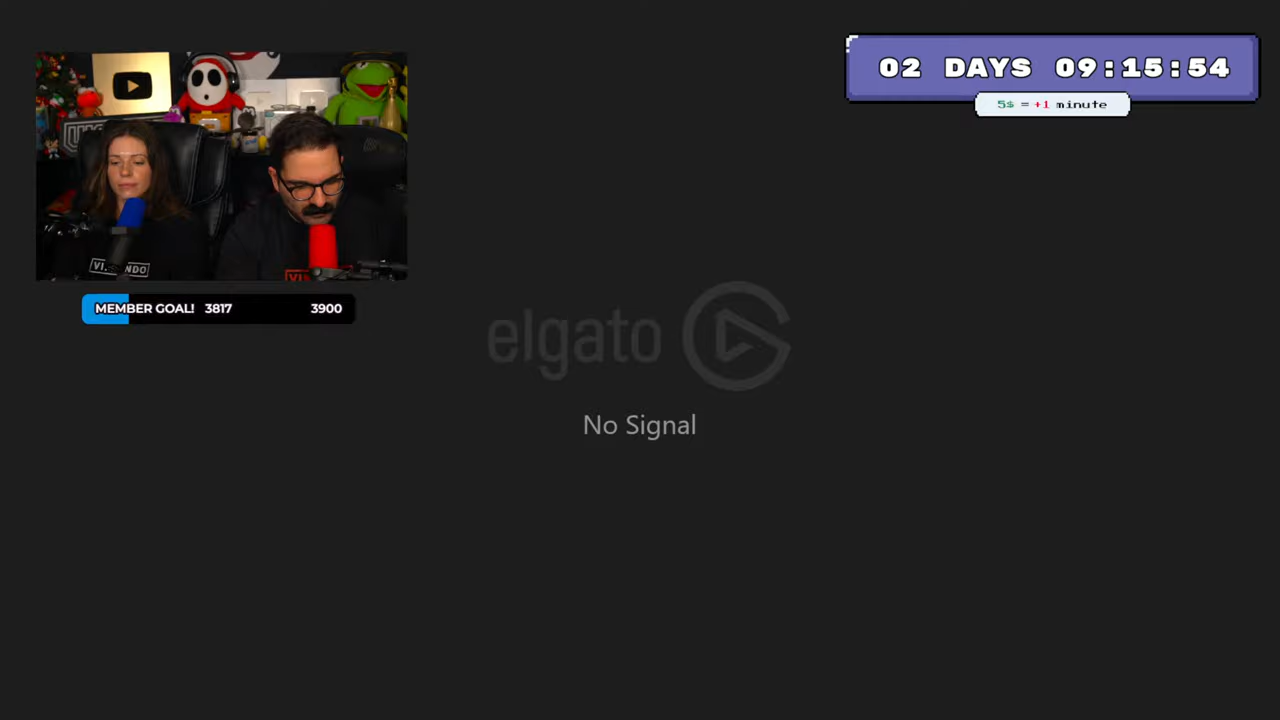 02 DAYS 09:15:54
5$ = +1 minute
MEMBER GOAL! 3817 3900
elgato
No Signal